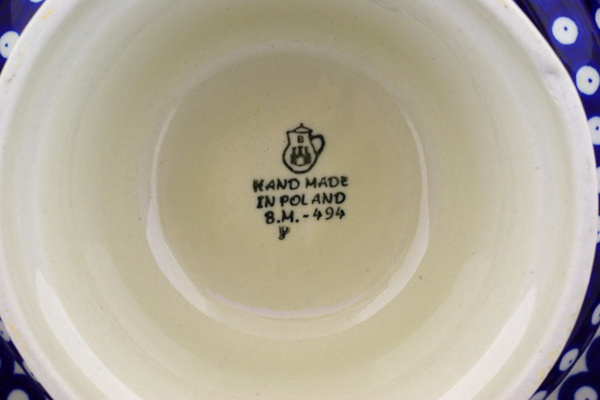 B
HAND MADE
IN POLAND
B.M.-494
P